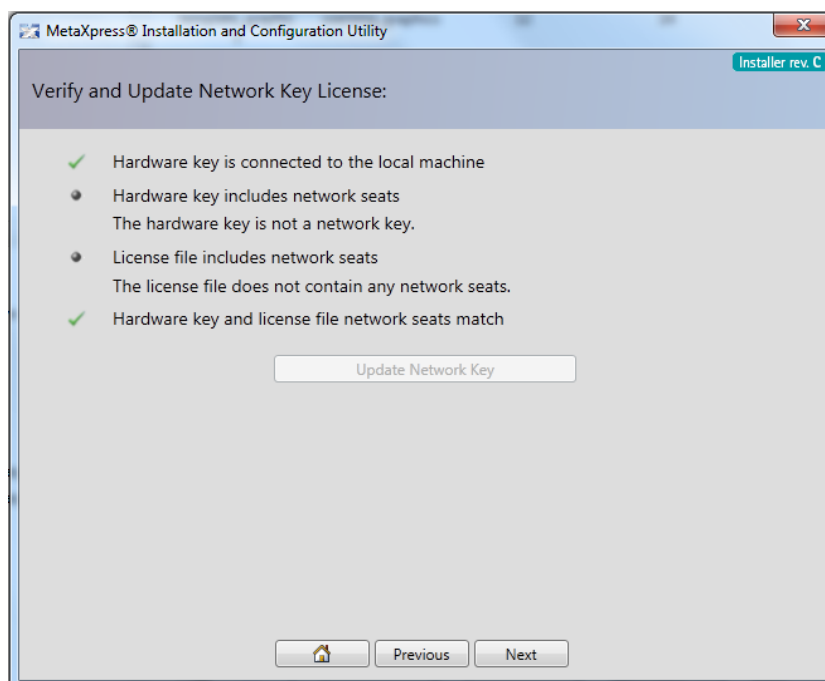 MetaXpress® Installation and Configuration Utility
Installer rev. C
Verify and Update Network Key License:
Hardware key is connected to the local machine
Hardware key includes network seats
The hardware key is not a network key.
License file includes network seats
The license file does not contain any network seats.
Hardware key and license file network seats match
Update Network Key
Previous Next